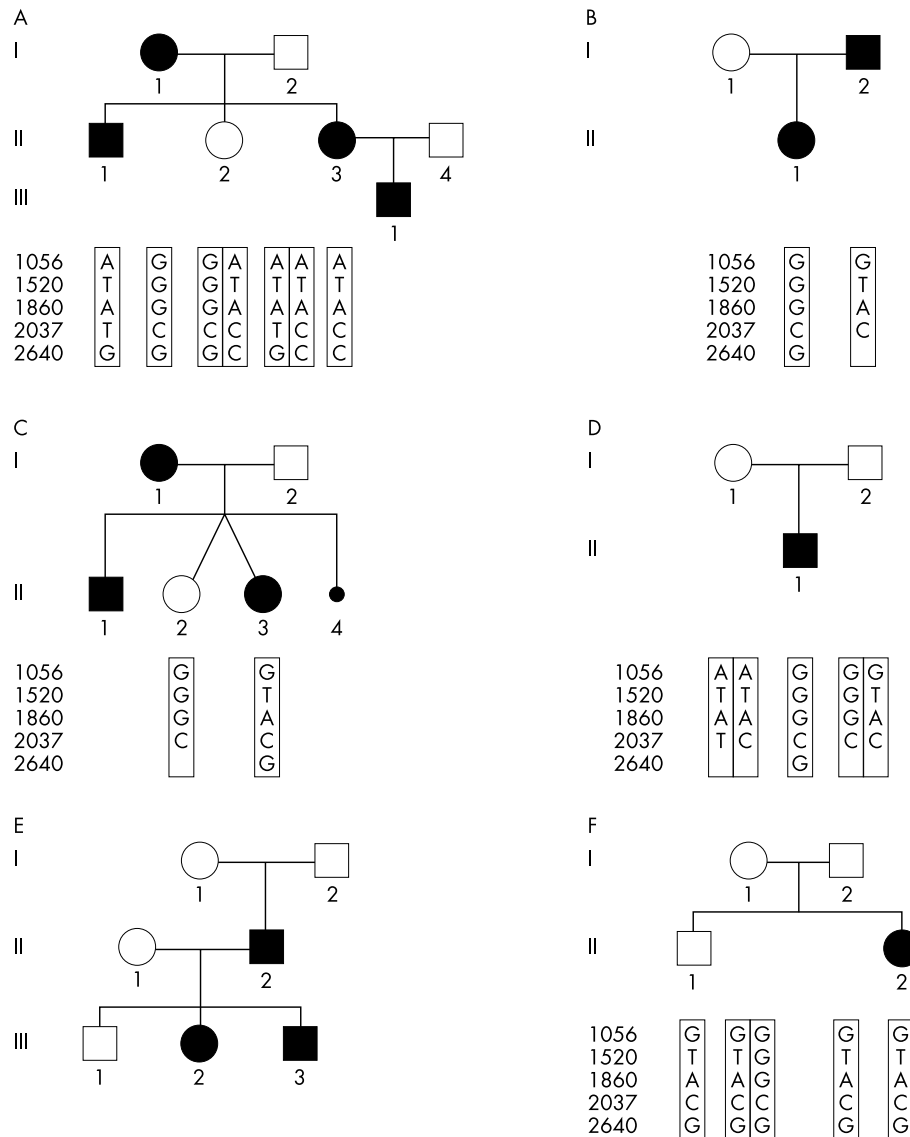 A
I
1 2
II
1 2 3 4
III
1
1056 A G G A A A A
1520 T G G T T T T
1860 A G G A A A A
2037 T C C C T C C
2640 G G G C G C C
B
I
1 2
II
1
1056 G G
1520 G T
1860 G A
2037 C C
2640 G
C
I
1 2
II
1 2 3 4
1056 G G
1520 G T
1860 G A
2037 C C
2640 G
D
I
1 2
II
1
1056 A A G G G
1520 T T G G T
1860 A A G G A
2037 T C C C C
2640 G
E
I
1 2
II
1 2
III
1 2 3
F
I
1 2
II
1 2
1056 G G G G G
1520 T T G T T
1860 A A G A A
2037 C C C C C
2640 G G G G G